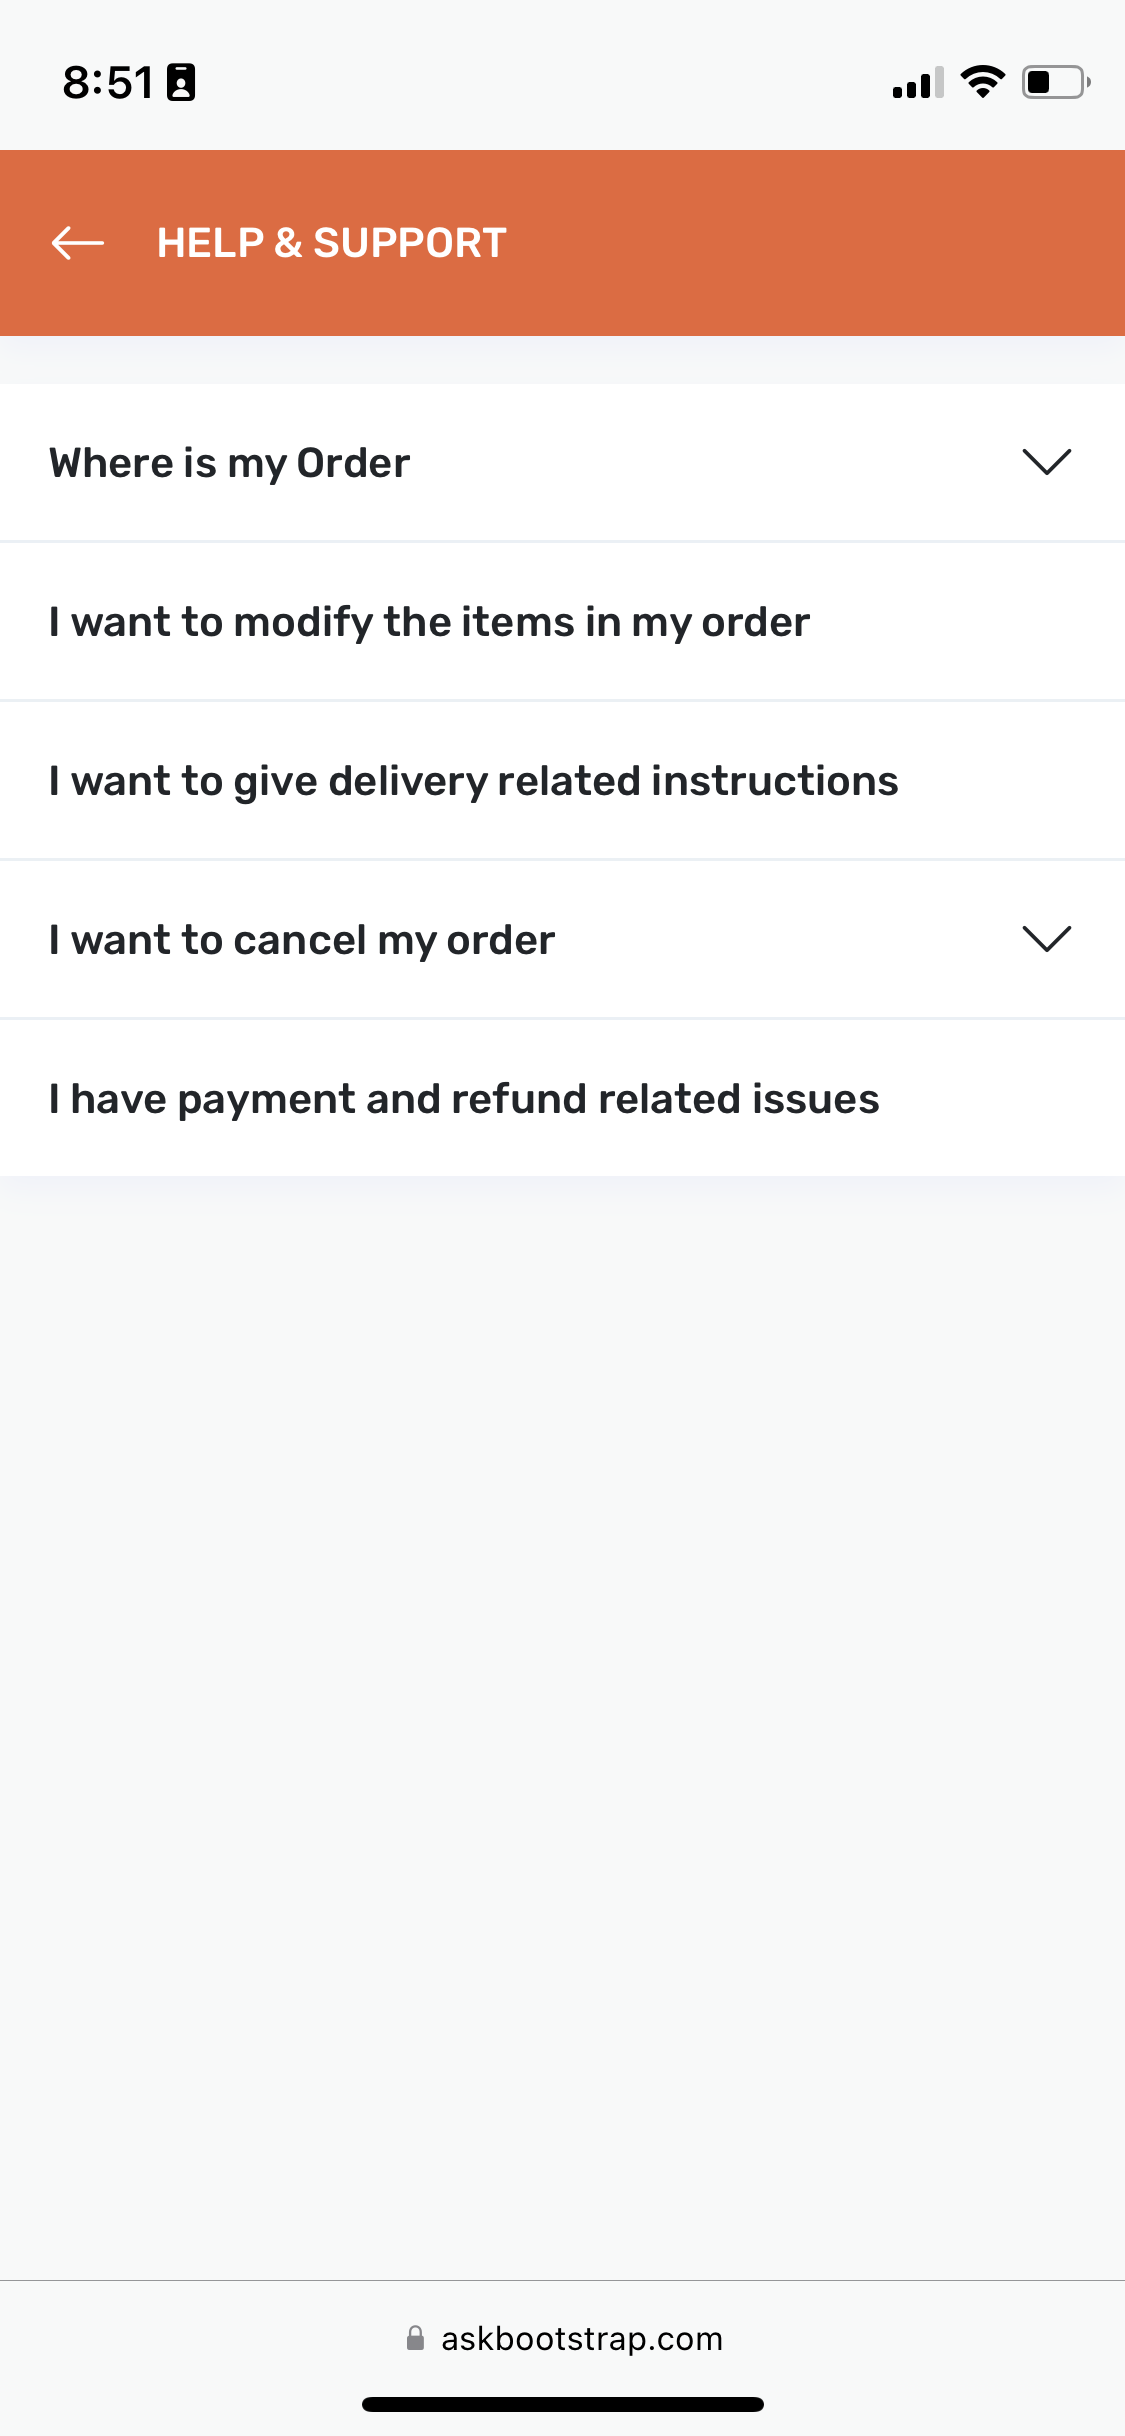 8:51
HELP & SUPPORT
Where is my Order
I want to modify the items in my order
I want to give delivery related instructions
I want to cancel my order
I have payment and refund related issues
askbootstrap.com